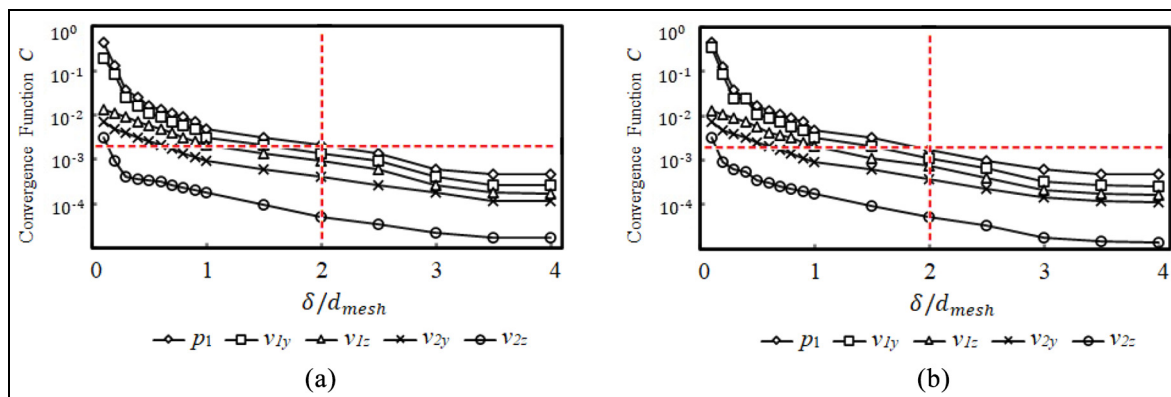 Convergence Function C
10⁰
10⁻¹
10⁻²
10⁻³
10⁻⁴
0 1 2 3 4
δ/d_mesh
p₁ v₁y v₁z v₂y v₂z
(a)
Convergence Function C
10⁰
10⁻¹
10⁻²
10⁻³
10⁻⁴
0 1 2 3 4
δ/d_mesh
p₁ v₁y v₁z v₂y v₂z
(b)